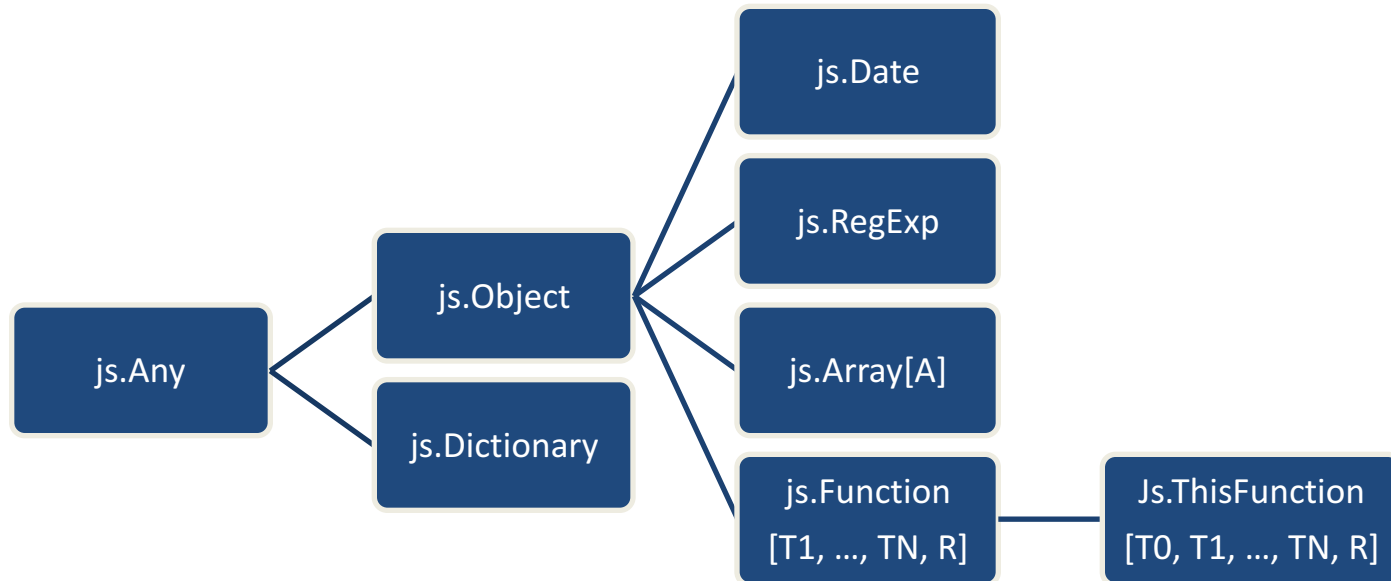 js.Any
js.Object
js.Dictionary
js.Date
js.RegExp
js.Array[A]
js.Function
[T1, …, TN, R]
Js.ThisFunction
[T0, T1, …, TN, R]